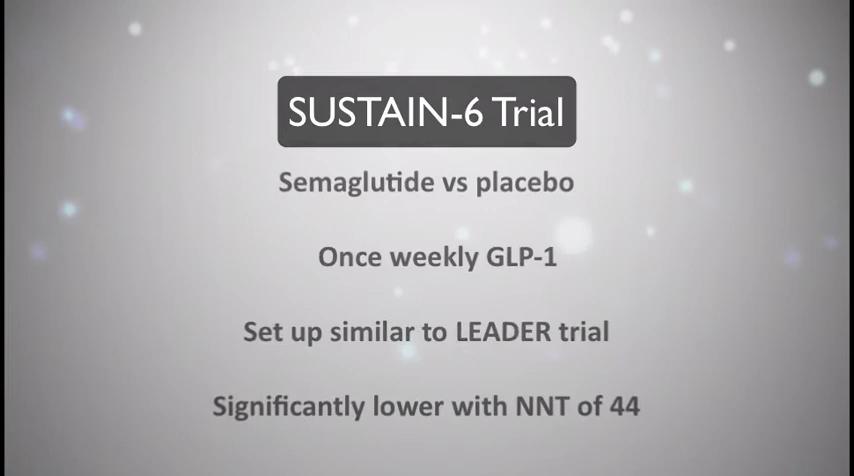 SUSTAIN-6 Trial
Semaglutide vs placebo
Once weekly GLP-1
Set up similar to LEADER trial
Significantly lower with NNT of 44